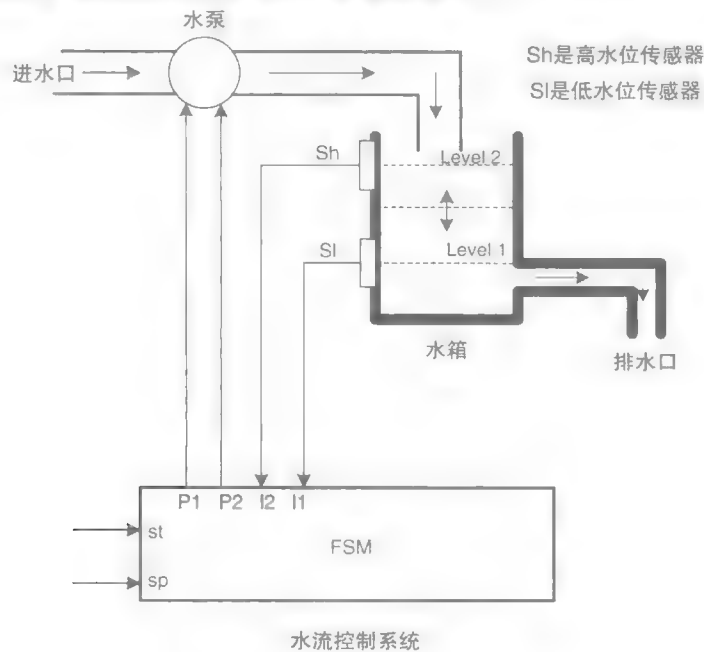 水泵
进水口
Sh是高水位传感器
Sl是低水位传感器
Sh
Level 2
Sl
Level 1
水箱
排水口
P1 P2 I2 I1
st
FSM
sp
水流控制系统